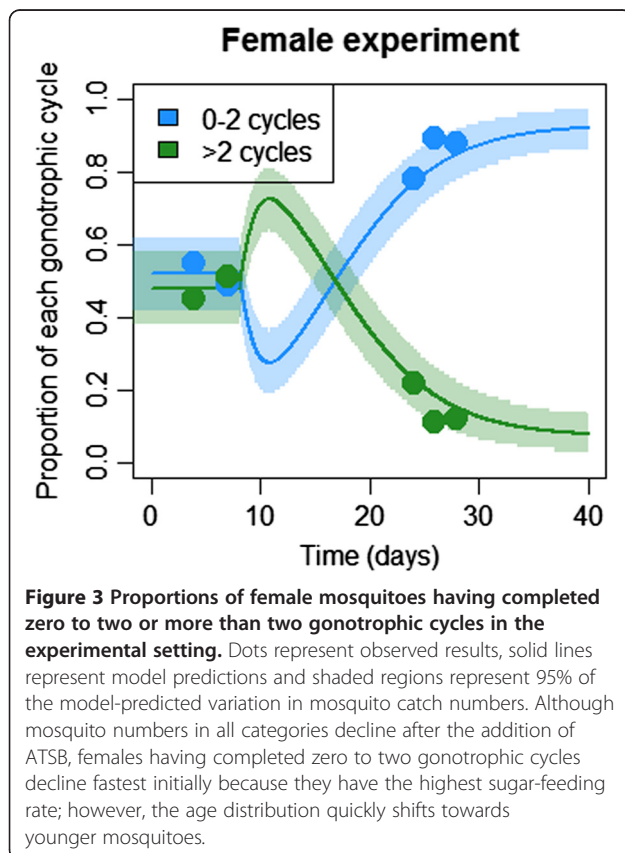 Female experiment
Proportion of each gonotrophic cycle
1.0
0.8
0.6
0.4
0.2
0.0
0-2 cycles
>2 cycles
0 10 20 30 40
Time (days)
Figure 3 Proportions of female mosquitoes having completed
zero to two or more than two gonotrophic cycles in the
experimental setting. Dots represent observed results, solid lines
represent model predictions and shaded regions represent 95% of
the model-predicted variation in mosquito catch numbers. Although
mosquito numbers in all categories decline after the addition of
ATSB, females having completed zero to two gonotrophic cycles
decline fastest initially because they have the highest sugar-feeding
rate; however, the age distribution quickly shifts towards
younger mosquitoes.